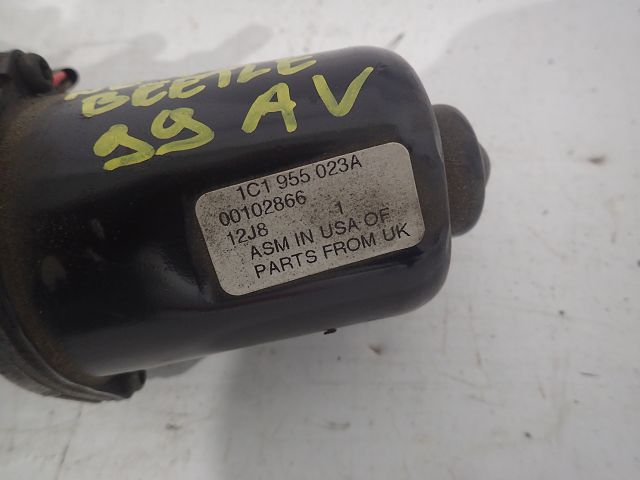 BEETLE
99 AV
1C1 955 023A
00102866
12J8 1
ASM IN USA OF
PARTS FROM UK